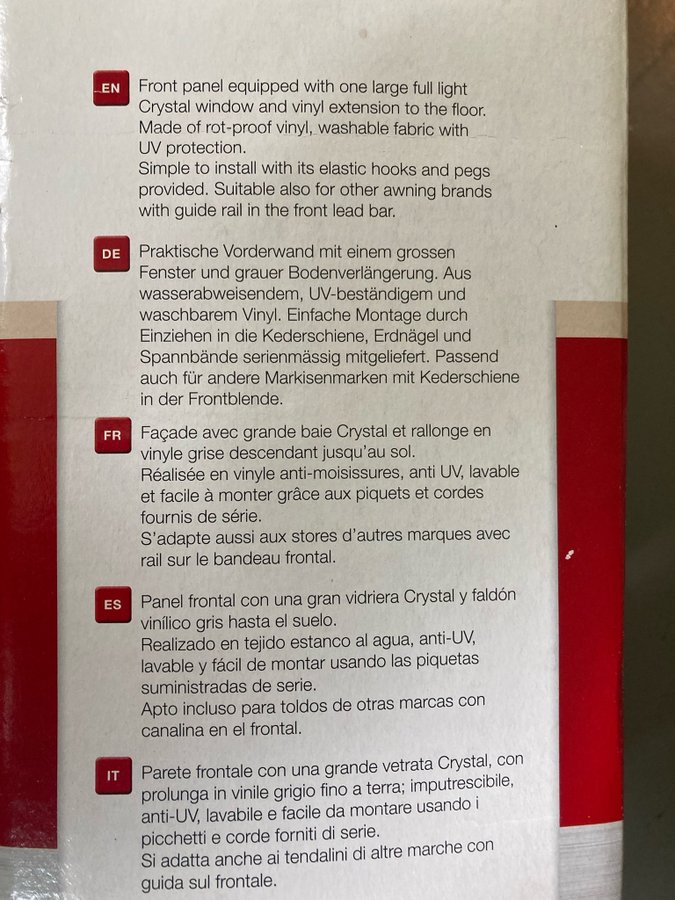 EN
Front panel equipped with one large full light
Crystal window and vinyl extension to the floor.
Made of rot-proof vinyl, washable fabric with
UV protection.
Simple to install with its elastic hooks and pegs
provided. Suitable also for other awning brands
with guide rail in the front lead bar.
DE
Praktische Vorderwand mit einem grossen
Fenster und grauer Bodenverlängerung. Aus
wasserabweisendem, UV-beständigem und
waschbarem Vinyl. Einfache Montage durch
Einziehen in die Kederschiene, Erdnägel und
Spannbände serienmässig mitgeliefert. Passend
auch für andere Markisenmarken mit Kederschiene
in der Frontblende.
FR
Façade avec grande baie Crystal et rallonge en
vinyle grise descendant jusqu'au sol.
Réalisée en vinyle anti-moisissures, anti UV, lavable
et facile à monter grâce aux piquets et cordes
fournis de série.
S'adapte aussi aux stores d'autres marques avec
rail sur le bandeau frontal.
ES
Panel frontal con una gran vidriera Crystal y faldón
vinílico gris hasta el suelo.
Realizado en tejido estanco al agua, anti-UV,
lavable y fácil de montar usando las piquetas
suministradas de serie.
Apto incluso para toldos de otras marcas con
canalina en el frontal.
IT
Parete frontale con una grande vetrata Crystal, con
prolunga in vinile grigio fino a terra; imputrescibile,
anti-UV, lavabile e facile da montare usando i
picchetti e corde forniti di serie.
Si adatta anche ai tendalini di altre marche con
guida sul frontale.